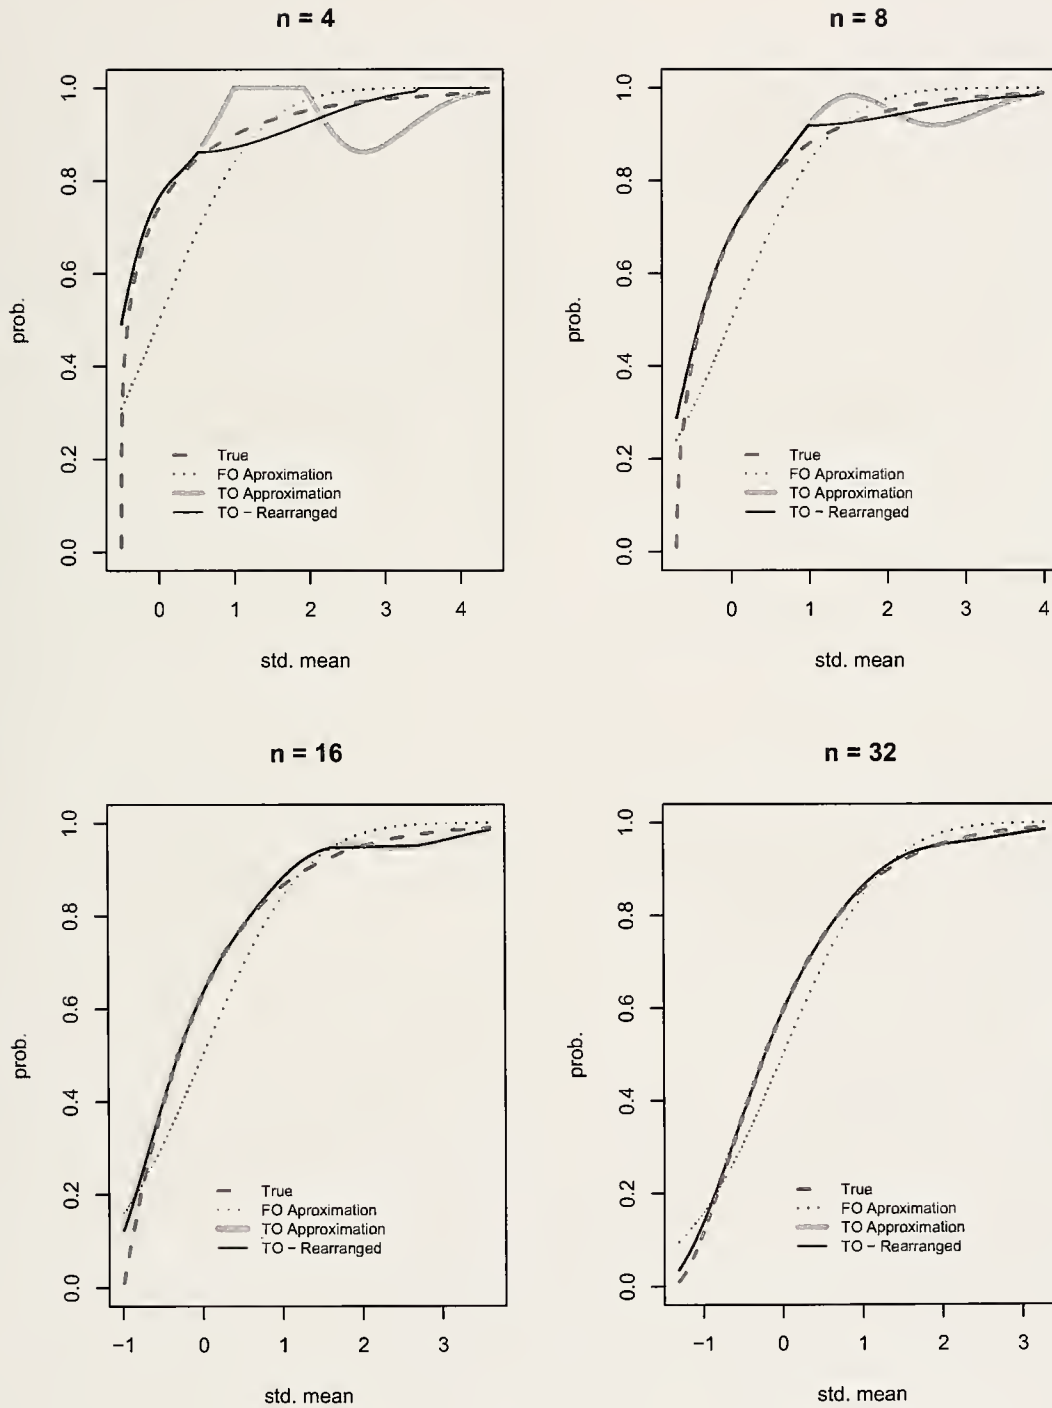 n = 4
prob.
1.0
0.8
0.6
0.4
0.2
0.0
True
FO Aproximation
TO Approximation
TO − Rearranged
0 1 2 3 4
std. mean
n = 8
prob.
1.0
0.8
0.6
0.4
0.2
0.0
True
FO Aproximation
TO Approximation
TO − Rearranged
0 1 2 3 4
std. mean
n = 16
prob.
1.0
0.8
0.6
0.4
0.2
0.0
True
FO Aproximation
TO Approximation
TO − Rearranged
−1 0 1 2 3
std. mean
n = 32
prob.
1.0
0.8
0.6
0.4
0.2
0.0
True
FO Aproximation
TO Approximation
TO − Rearranged
−1 0 1 2 3
std. mean